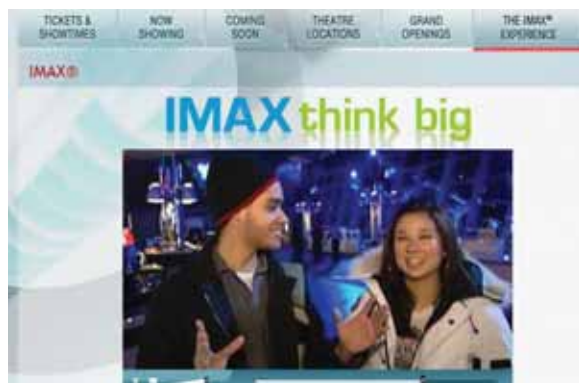 TICKETS & SHOWTIMES
NOW SHOWING
COMING SOON
THEATRE LOCATIONS
GRAND OPENINGS
THE IMAX® EXPERIENCE
IMAX®
IMAX think big